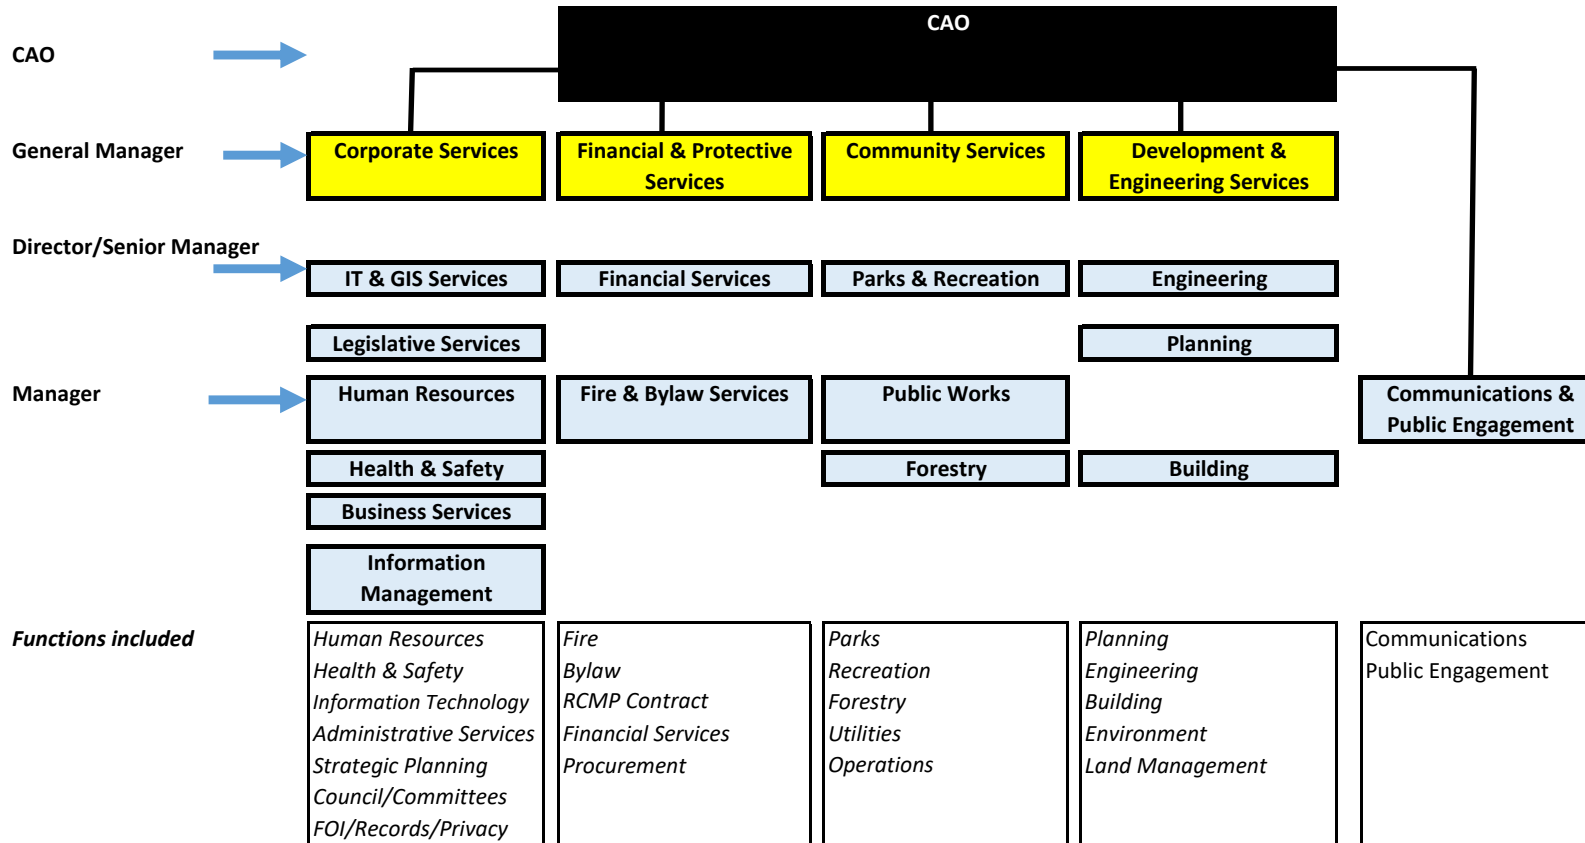 CAO
CAO
General Manager
Corporate Services
Financial & Protective
Services
Community Services
Development &
Engineering Services
Director/Senior Manager
IT & GIS Services
Financial Services
Parks & Recreation
Engineering
Legislative Services
Planning
Manager
Human Resources
Fire & Bylaw Services
Public Works
Communications &
Public Engagement
Health & Safety
Forestry
Building
Business Services
Information
Management
Functions included
Human Resources
Health & Safety
Information Technology
Administrative Services
Strategic Planning
Council/Committees
FOI/Records/Privacy
Fire
Bylaw
RCMP Contract
Financial Services
Procurement
Parks
Recreation
Forestry
Utilities
Operations
Planning
Engineering
Building
Environment
Land Management
Communications
Public Engagement